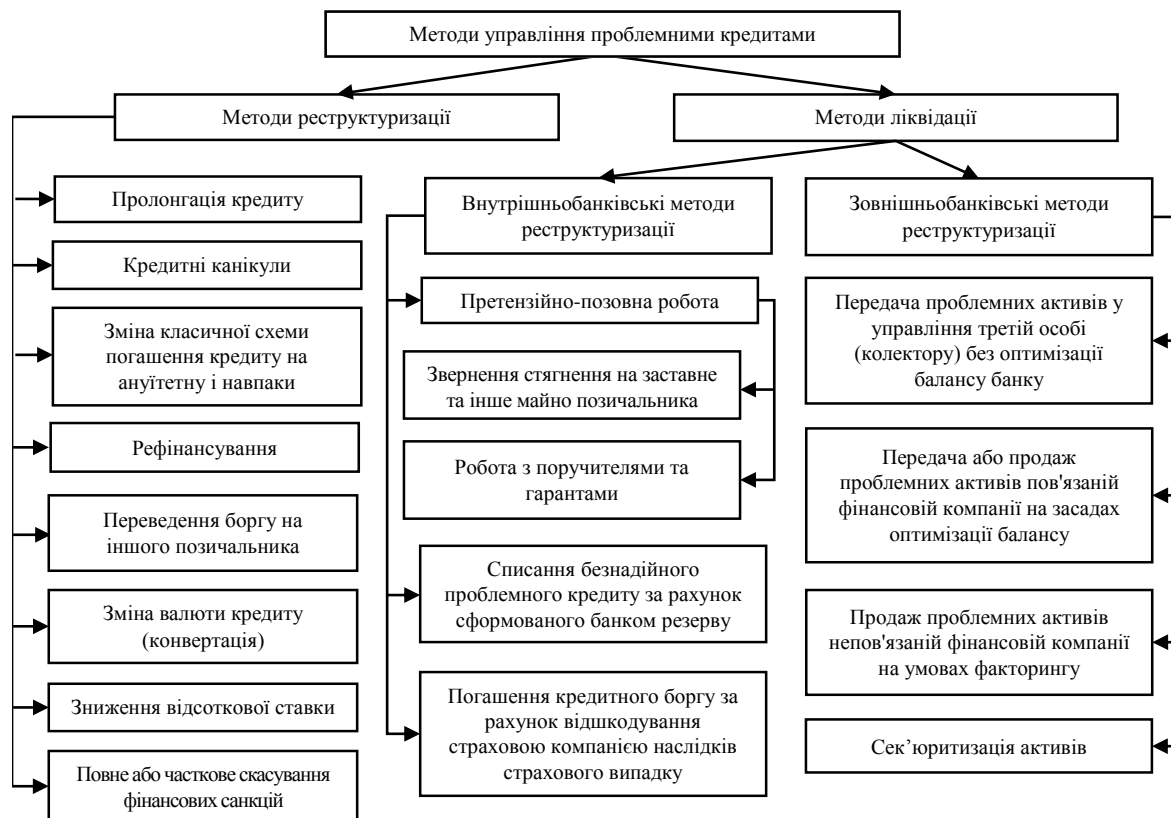 Методи управління проблемними кредитами
Методи реструктуризації
Методи ліквідації
Пролонгація кредиту
Кредитні канікули
Зміна класичної схеми
погашення кредиту на
ануїтетну і навпаки
Рефінансування
Переведення боргу на
іншого позичальника
Зміна валюти кредиту
(конвертація)
Зниження відсоткової ставки
Повне або часткове скасування
фінансових санкцій
Внутрішньобанківські методи
реструктуризації
Претензійно-позовна робота
Звернення стягнення на заставне
та інше майно позичальника
Робота з поручителями та
гарантами
Списання безнадійного
проблемного кредиту за рахунок
сформованого банком резерву
Погашення кредитного боргу за
рахунок відшкодування
страховою компанією наслідків
страхового випадку
Зовнішньобанківські методи
реструктуризації
Передача проблемних активів у
управління третій особі
(колектору) без оптимізації
балансу банку
Передача або продаж
проблемних активів пов'язаній
фінансовій компанії на засадах
оптимізації балансу
Продаж проблемних активів
непов'язаній фінансовій компанії
на умовах факторингу
Сек’юритизація активів